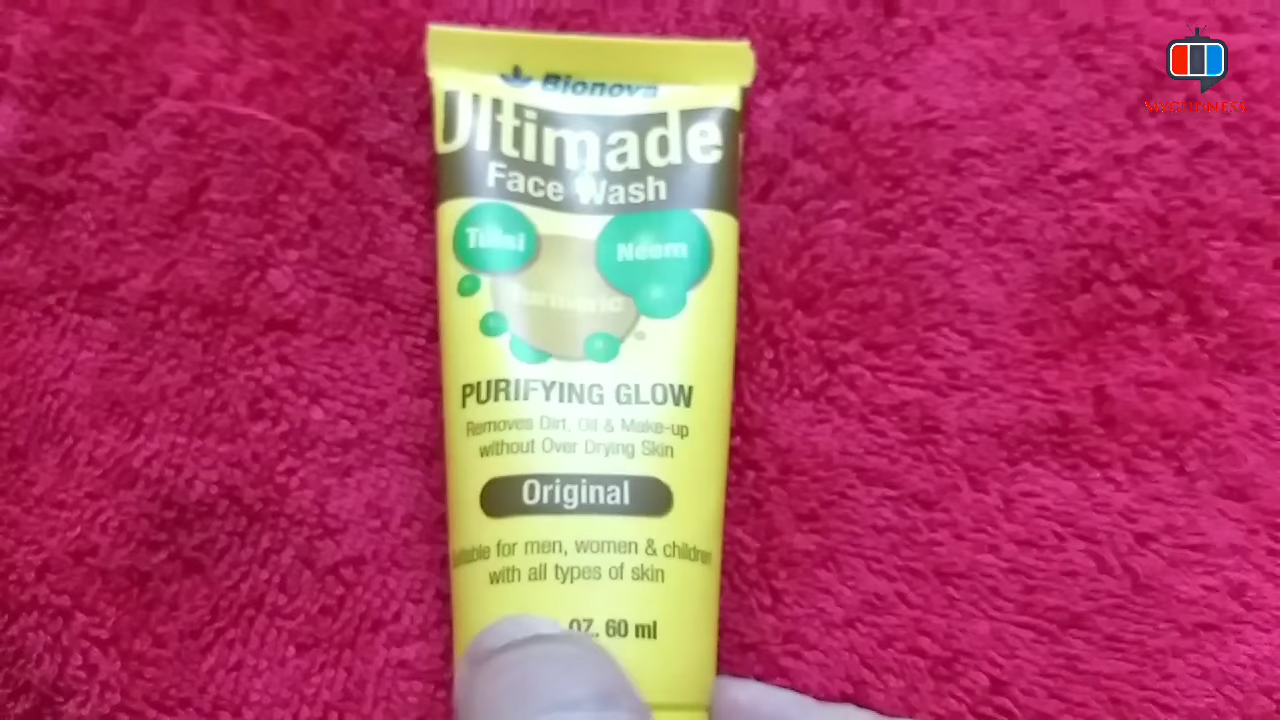 Bionova
Ultimade
Face Wash
Tulsi
Neem
Turmeric
PURIFYING GLOW
Removes Dirt, Oil & Make-up
without Over Drying Skin
Original
Suitable for men, women & children
with all types of skin
OZ. 60 ml